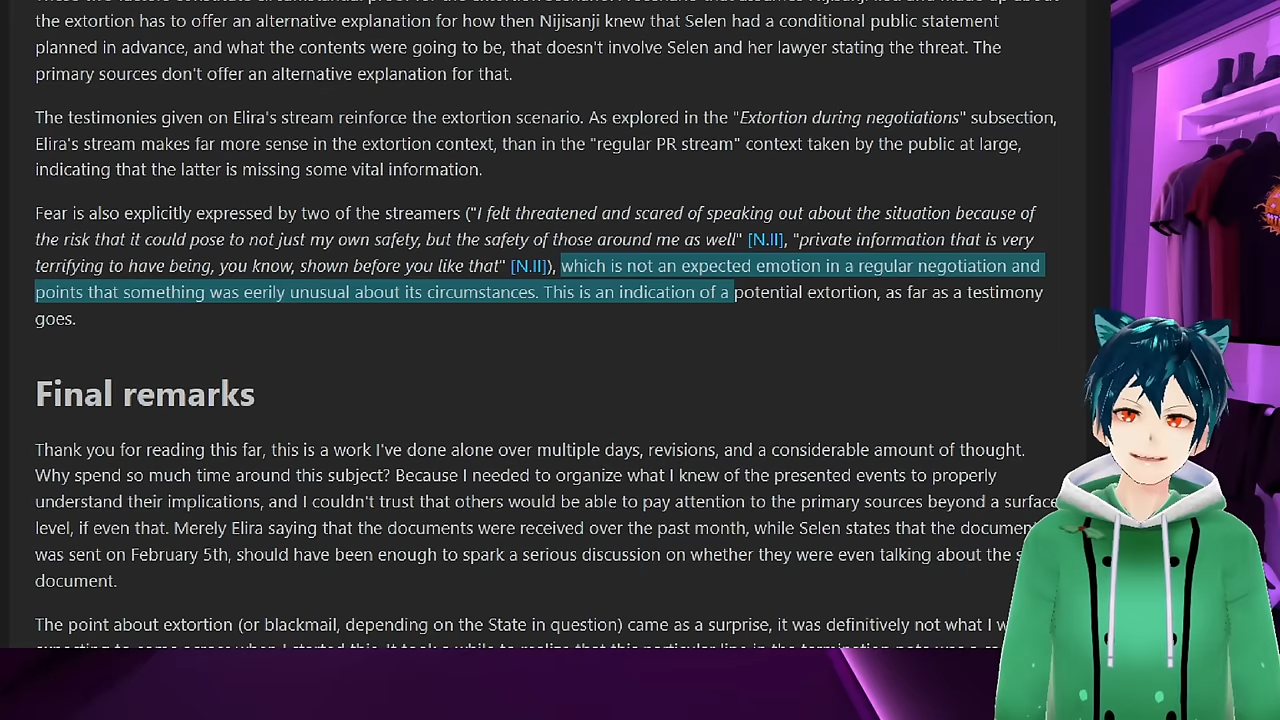 the extortion has to offer an alternative explanation for how then Nijisanji knew that Selen had a conditional public statement
planned in advance, and what the contents were going to be, that doesn't involve Selen and her lawyer stating the threat. The
primary sources don't offer an alternative explanation for that.
The testimonies given on Elira's stream reinforce the extortion scenario. As explored in the "Extortion during negotiations" subsection,
Elira's stream makes far more sense in the extortion context, than in the "regular PR stream" context taken by the public at large,
indicating that the latter is missing some vital information.
Fear is also explicitly expressed by two of the streamers ("I felt threatened and scared of speaking out about the situation because of
the risk that it could pose to not just my own safety, but the safety of those around me as well" [N.II], "private information that is very
terrifying to have being, you know, shown before you like that" [N.II]), which is not an expected emotion in a regular negotiation and
points that something was eerily unusual about its circumstances. This is an indication of a potential extortion, as far as a testimony
goes.
Final remarks
Thank you for reading this far, this is a work I've done alone over multiple days, revisions, and a considerable amount of thought.
Why spend so much time around this subject? Because I needed to organize what I knew of the presented events to properly
understand their implications, and I couldn't trust that others would be able to pay attention to the primary sources beyond a surface
level, if even that. Merely Elira saying that the documents were received over the past month, while Selen states that the document
was sent on February 5th, should have been enough to spark a serious discussion on whether they were even talking about the
document.
The point about extortion (or blackmail, depending on the State in question) came as a surprise, it was definitively not what I